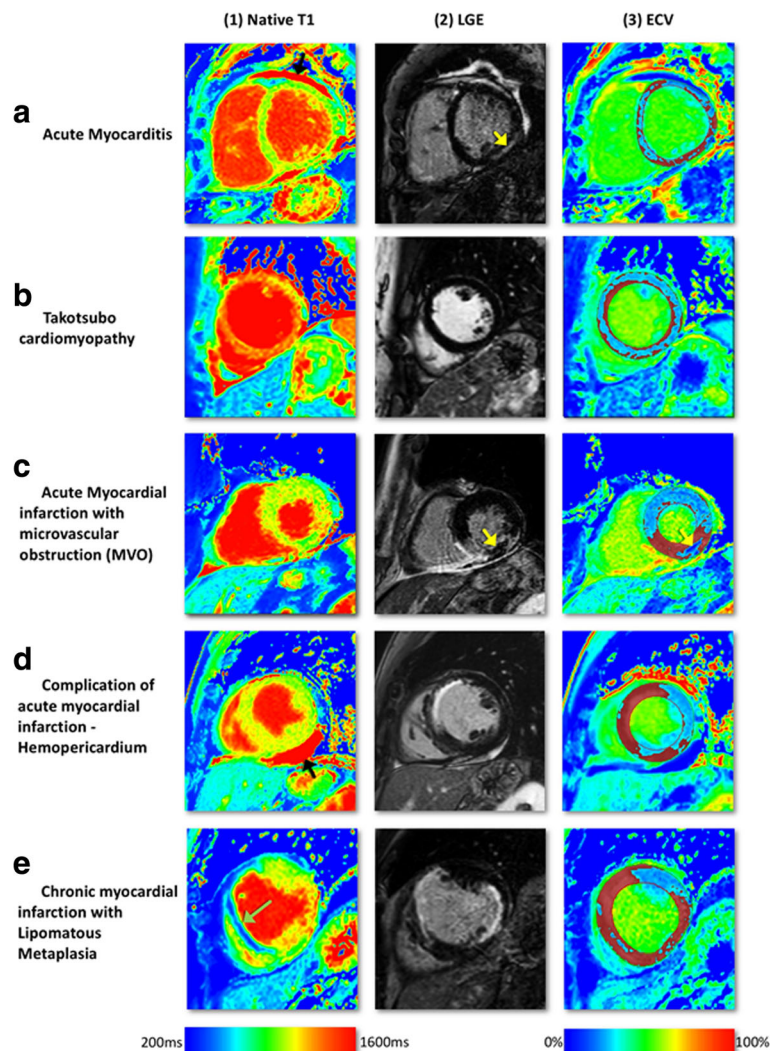 (1) Native T1 (2) LGE (3) ECV
a
Acute Myocarditis
b
Takotsubo
cardiomyopathy
c
Acute Myocardial
infarction with
microvascular
obstruction (MVO)
d
Complication of
acute myocardial
infarction -
Hemopericardium
e
Chronic myocardial
infarction with
Lipomatous
Metaplasia
200ms 1600ms 0% 100%